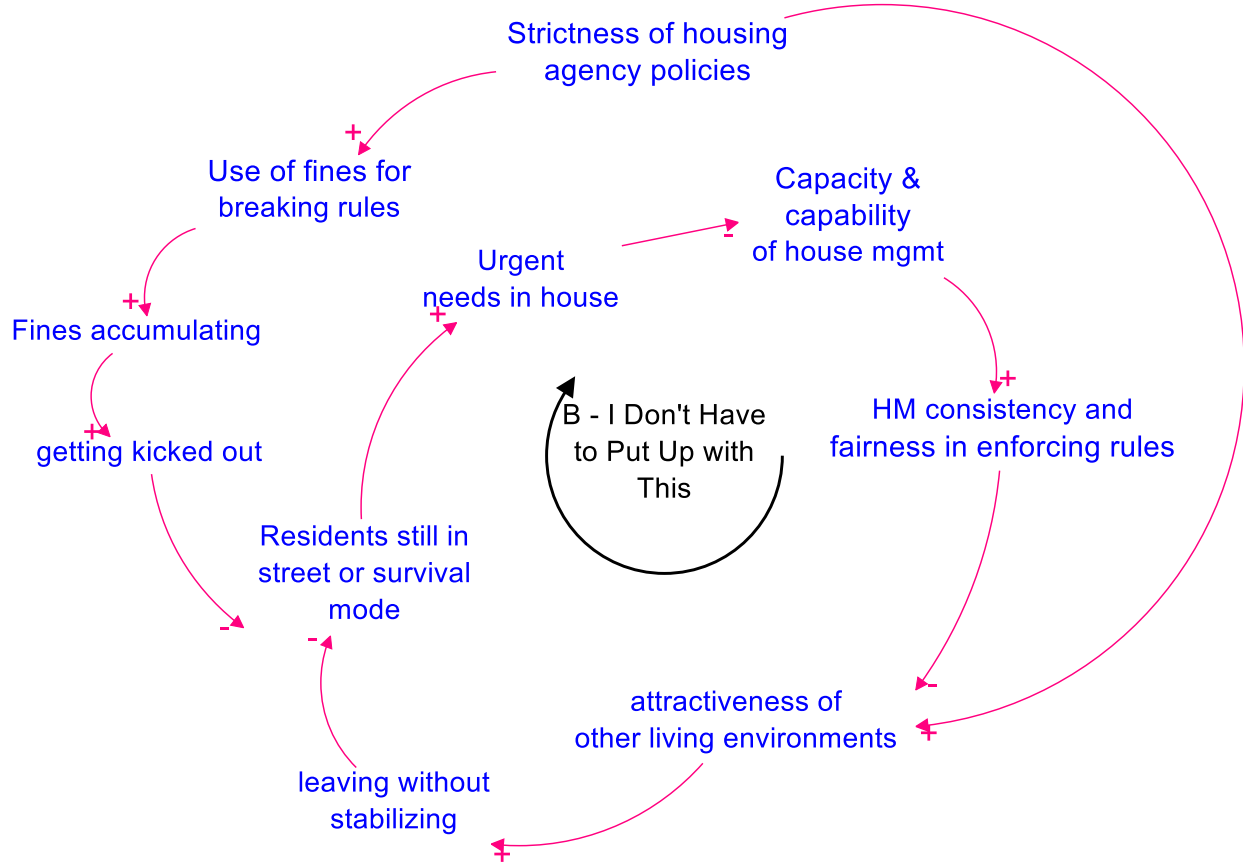 Strictness of housing
agency policies
+
Use of fines for
breaking rules
Capacity &
capability
of house mgmt
-
Urgent
needs in house
+
+
Fines accumulating
+
HM consistency and
fairness in enforcing rules
B - I Don't Have
to Put Up with
This
+
getting kicked out
Residents still in
street or survival
mode
-
-
-
+
attractiveness of
other living environments
leaving without
stabilizing
+